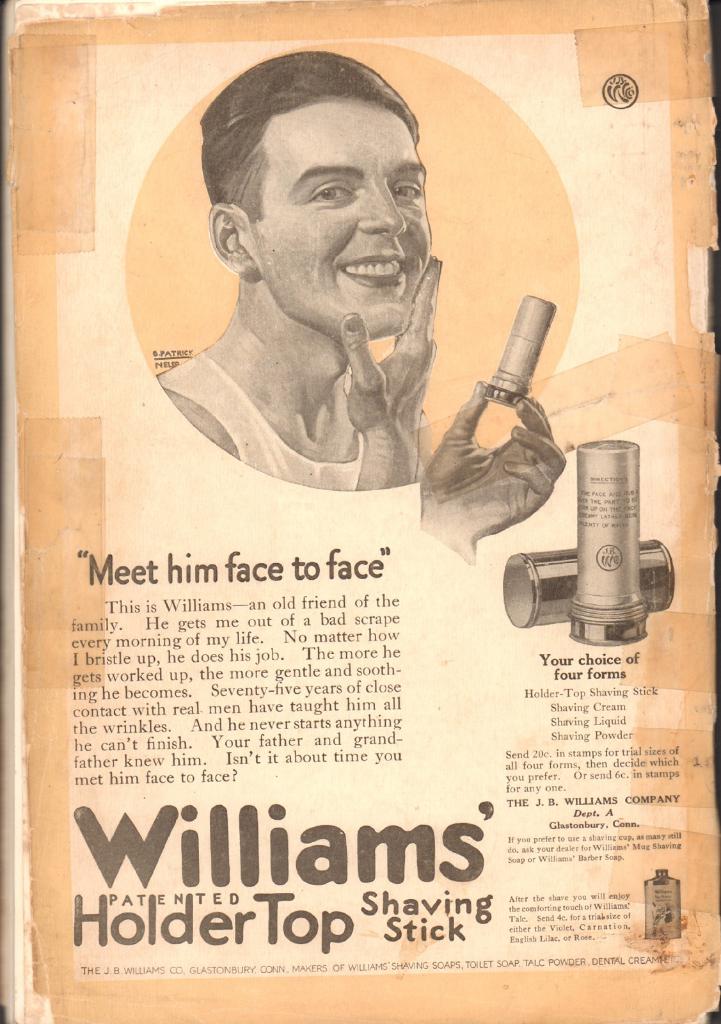 G. PATRICK
NELSON
DIRECTIONS
"Meet him face to face"
This is Williams—an old friend of the
family. He gets me out of a bad scrape
every morning of my life. No matter how
I bristle up, he does his job. The more he
gets worked up, the more gentle and sooth-
ing he becomes. Seventy-five years of close
contact with real men have taught him all
the wrinkles. And he never starts anything
he can't finish. Your father and grand-
father knew him. Isn't it about time you
met him face to face?
Williams'
PATENTED
Holder Top Shaving
Stick
Your choice of
four forms
Holder-Top Shaving Stick
Shaving Cream
Shaving Liquid
Shaving Powder
Send 20c. in stamps for trial sizes of
all four forms, then decide which
you prefer. Or send 6c. in stamps
for any one.
THE J. B. WILLIAMS COMPANY
Dept. A
Glastonbury, Conn.
If you prefer to use a shaving cup, as many still
do, ask your dealer for Williams' Mug Shaving
Soap or Williams' Barber Soap.
After the shave you will enjoy
the comforting touch of Williams'
Talc. Send 4c. for a trial size of
either the Violet, Carnation,
English Lilac, or Rose.
THE J. B. WILLIAMS CO., GLASTONBURY, CONN., MAKERS OF WILLIAMS' SHAVING SOAPS, TOILET SOAP, TALC POWDER, DENTAL CREAM,